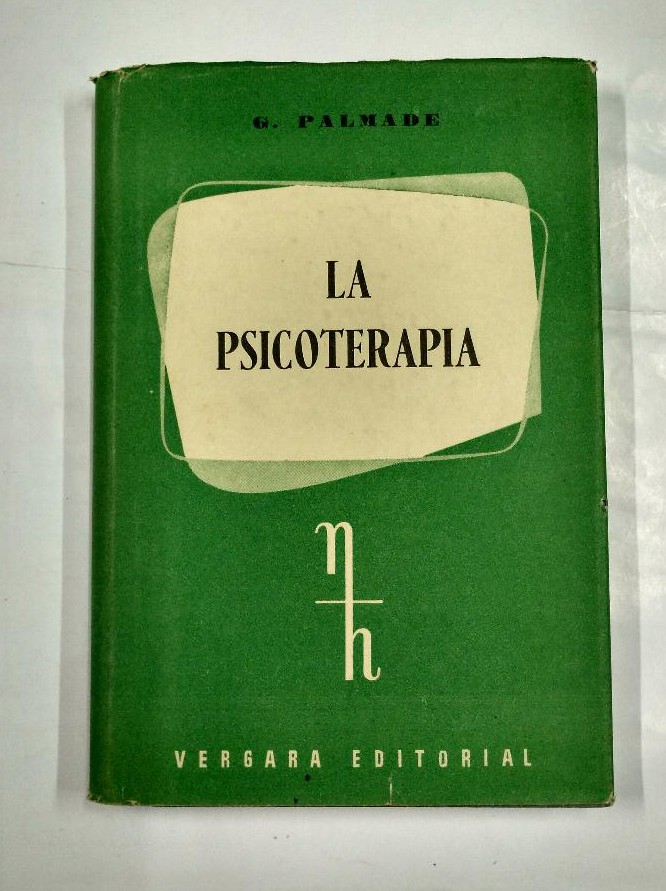 G. PALMADE
LA
PSICOTERAPIA
η
h
VERGARA EDITORIAL